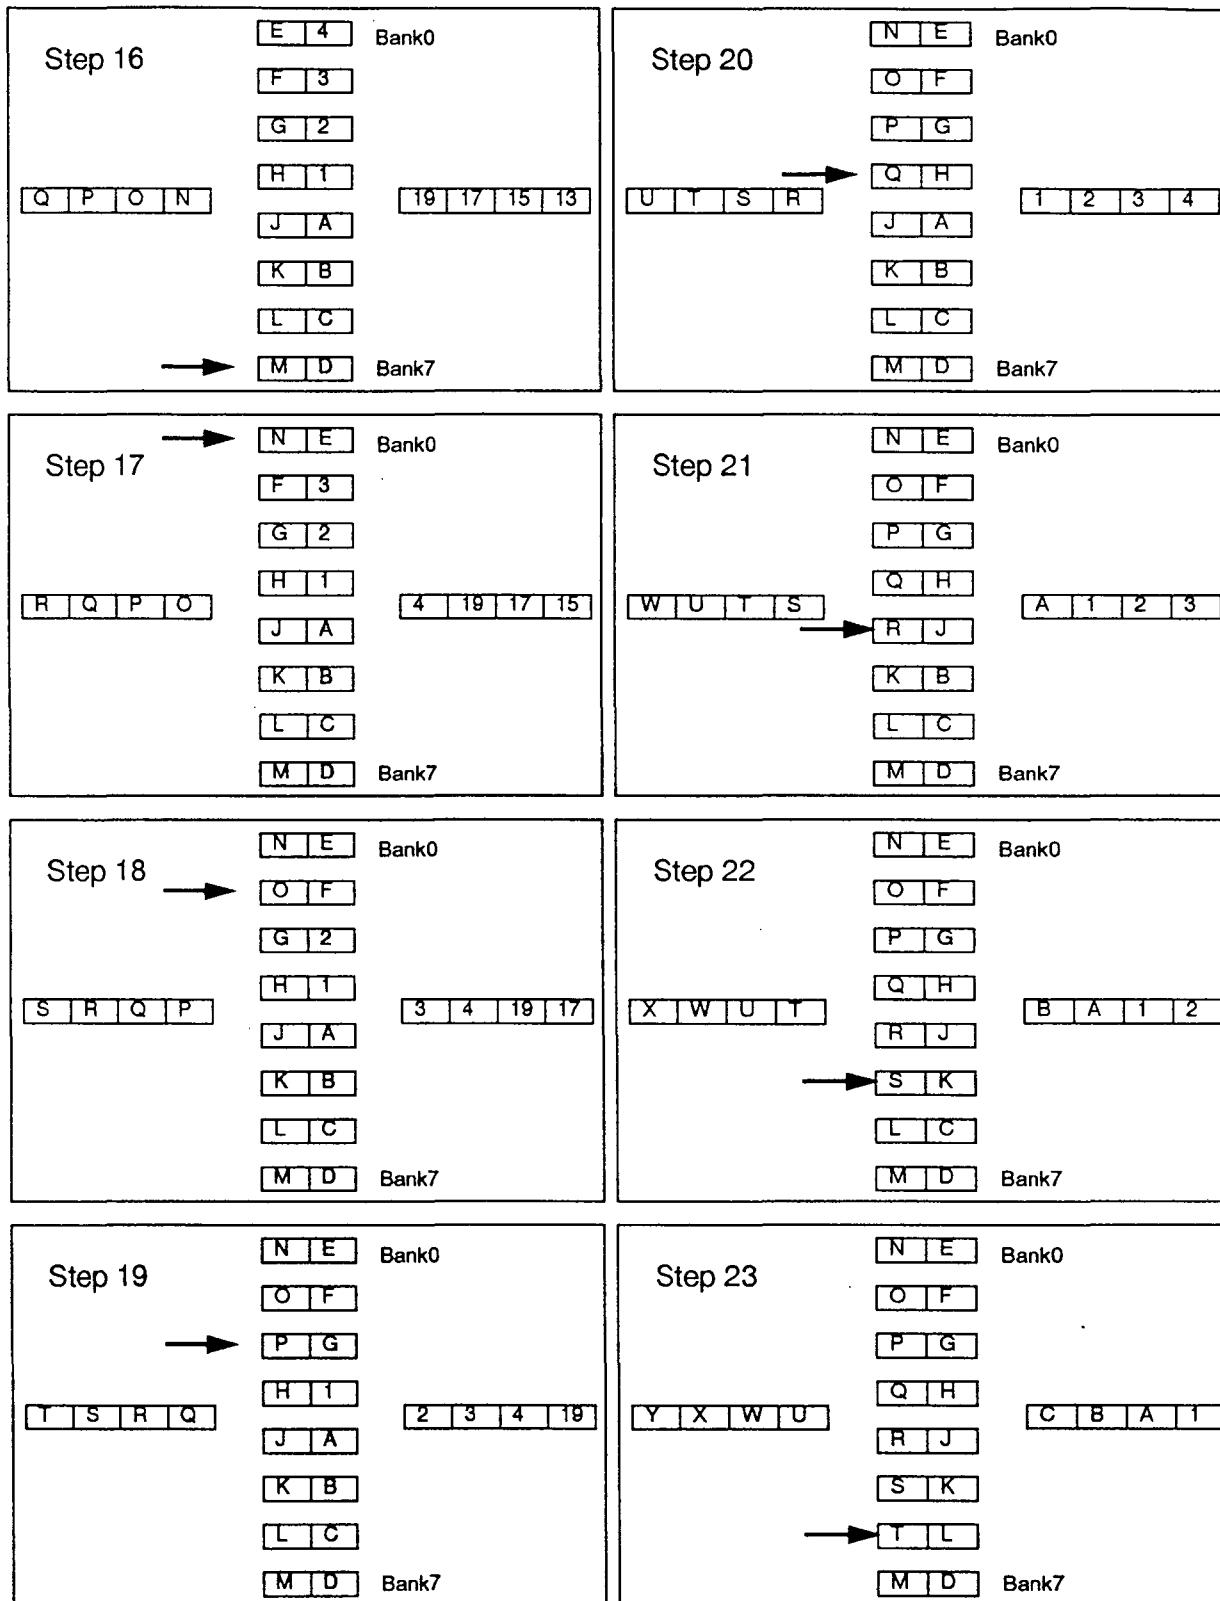 Step 16
E 4 Bank0
F 3
G 2
H 1
Q P O N
19 17 15 13
J A
K B
L C
M D Bank7
Step 17
N E Bank0
F 3
G 2
H 1
R Q P O
4 19 17 15
J A
K B
L C
M D Bank7
Step 18
N E Bank0
O F
G 2
H 1
S R Q P
3 4 19 17
J A
K B
L C
M D Bank7
Step 19
N E Bank0
O F
P G
H 1
T S R Q
2 3 4 19
J A
K B
L C
M D Bank7
Step 20
N E Bank0
O F
P G
Q H
U T S R
1 2 3 4
J A
K B
L C
M D Bank7
Step 21
N E Bank0
O F
P G
Q H
W U T S
A 1 2 3
R J
K B
L C
M D Bank7
Step 22
N E Bank0
O F
P G
Q H
X W U T
B A 1 2
R J
S K
L C
M D Bank7
Step 23
N E Bank0
O F
P G
Q H
Y X W U
C B A 1
R J
S K
T L
M D Bank7